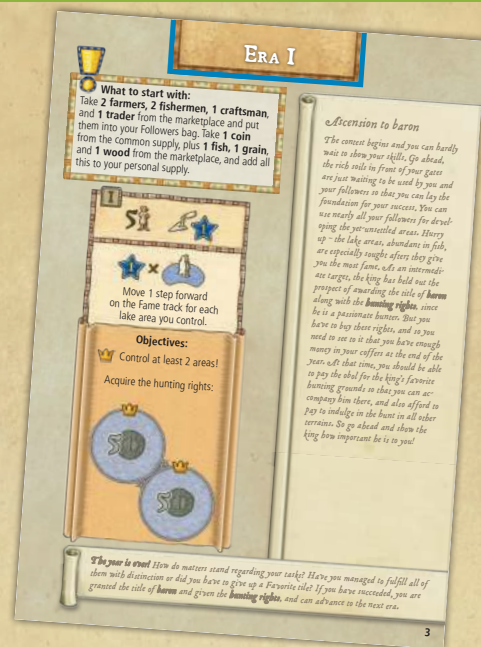 Era I
What to start with:
Take 2 farmers, 2 fishermen, 1 craftsman,
and 1 trader from the marketplace and put
them into your Followers bag. Take 1 coin
from the common supply, plus 1 fish, 1 grain,
and 1 wood from the marketplace, and add all
this to your personal supply.
I
5
1
1 ×
Move 1 step forward
on the Fame track for each
lake area you control.
Objectives:
Control at least 2 areas!
Acquire the hunting rights:
5
5
Ascension to baron
The contest begins and you can hardly
wait to show your skills. Go ahead,
the rich soils in front of your gates
are just waiting to be used by you and
your followers so that you can lay the
foundation for your success. You can
use nearly all your followers for devel-
oping the yet-unsettled areas. Hurry
up – the lake areas, abundant in fish,
are especially sought after; they give
you the most fame. As an intermedi-
ate target, the king has held out the
prospect of awarding the title of baron
along with the hunting rights, since
he is a passionate hunter. But you
have to buy these rights, and so you
need to see to it that you have enough
money in your coffers at the end of the
year. At that time, you should be able
to pay the obol for the king's favorite
hunting grounds so that you can ac-
company him there, and also afford to
pay to indulge in the hunt in all other
terrains. So go ahead and show the
king how important he is to you!
The year is over! How do matters stand regarding your tasks? Have you managed to fulfill all of
them with distinction or did you have to give up a Favorite tile? If you have succeeded, you are
granted the title of baron and given the hunting rights, and can advance to the next era.
3